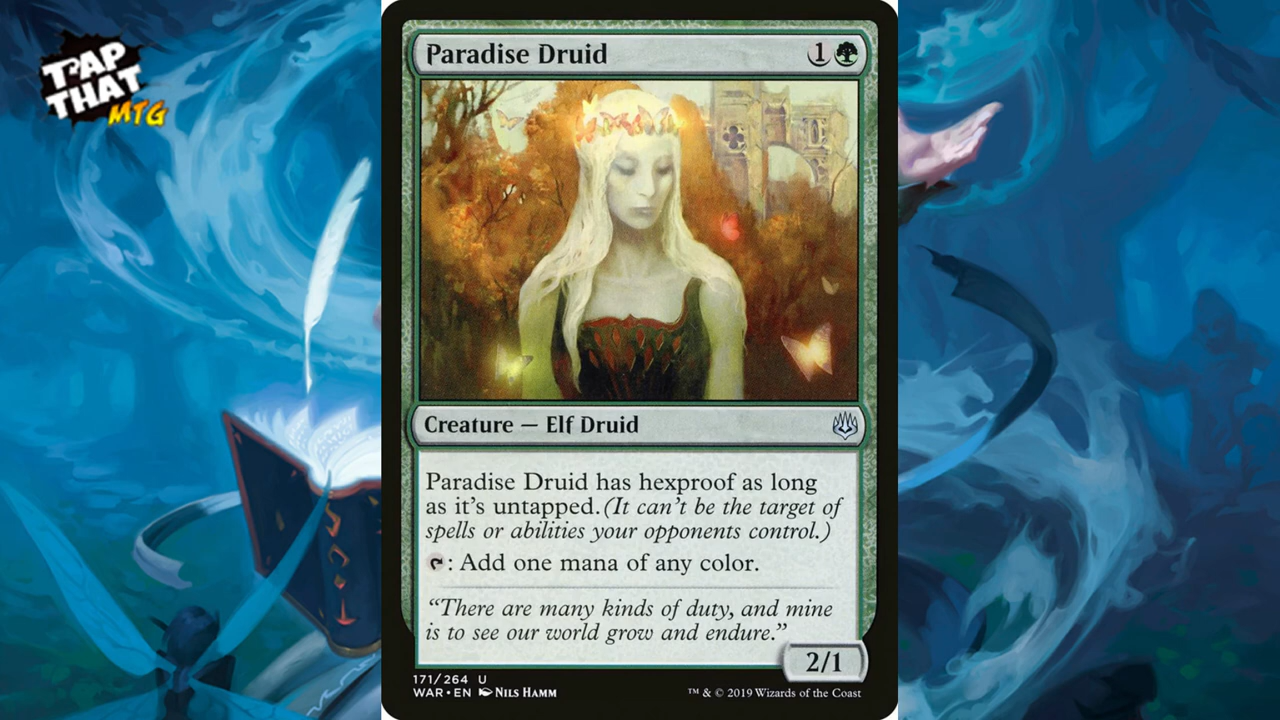 TAP
THAT
MTG
Paradise Druid 1
Creature — Elf Druid
Paradise Druid has hexproof as long
as it's untapped. (It can't be the target of
spells or abilities your opponents control.)
: Add one mana of any color.
“There are many kinds of duty, and mine
is to see our world grow and endure.”
2/1
171/264 U
WAR • EN Nils Hamm ™ & © 2019 Wizards of the Coast